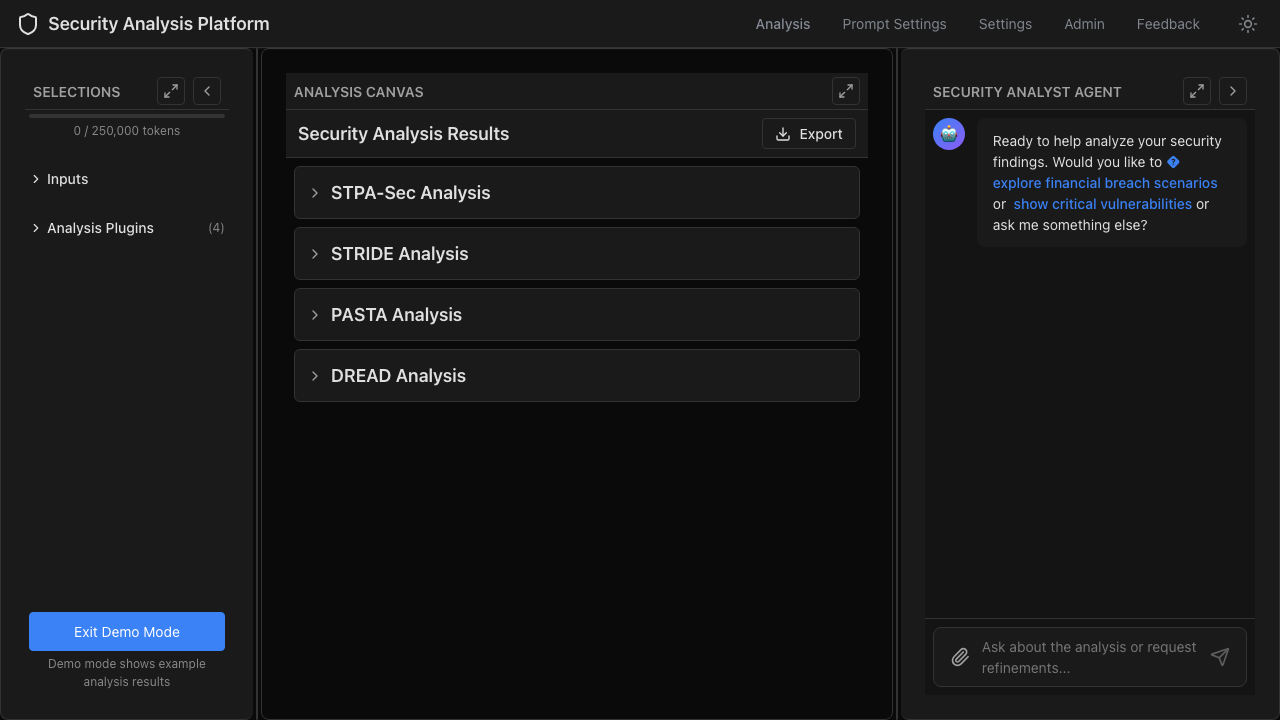 Security Analysis Platform
Analysis
Prompt Settings
Settings
Admin
Feedback
SELECTIONS
0 / 250,000 tokens
Inputs
Analysis Plugins (4)
Exit Demo Mode
Demo mode shows example
analysis results
ANALYSIS CANVAS
Security Analysis Results
Export
STPA-Sec Analysis
STRIDE Analysis
PASTA Analysis
DREAD Analysis
SECURITY ANALYST AGENT
Ready to help analyze your security
findings. Would you like to �
explore financial breach scenarios
or show critical vulnerabilities or
ask me something else?
Ask about the analysis or request
refinements...